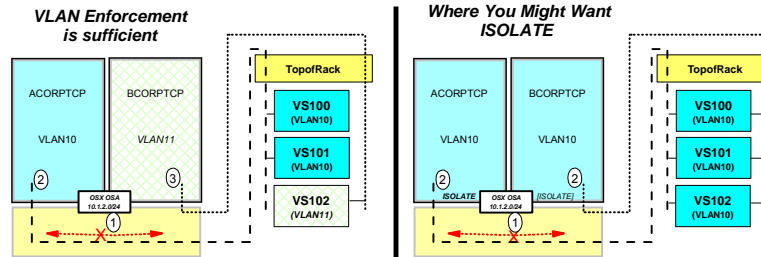 VLAN Enforcement
is sufficient
TopofRack
ACORPTCP
BCORPTCP
VS100
(VLAN10)
VLAN10
VLAN11
VS101
(VLAN10)
2
3
VS102
(VLAN11)
OSX OSA
10.1.2.0/24
1
X
Where You Might Want
ISOLATE
TopofRack
ACORPTCP
BCORPTCP
VS100
(VLAN10)
VLAN10
VLAN10
VS101
(VLAN10)
2
2
VS102
(VLAN10)
ISOLATE
OSX OSA
10.1.2.0/24
[ISOLATE]
1
X